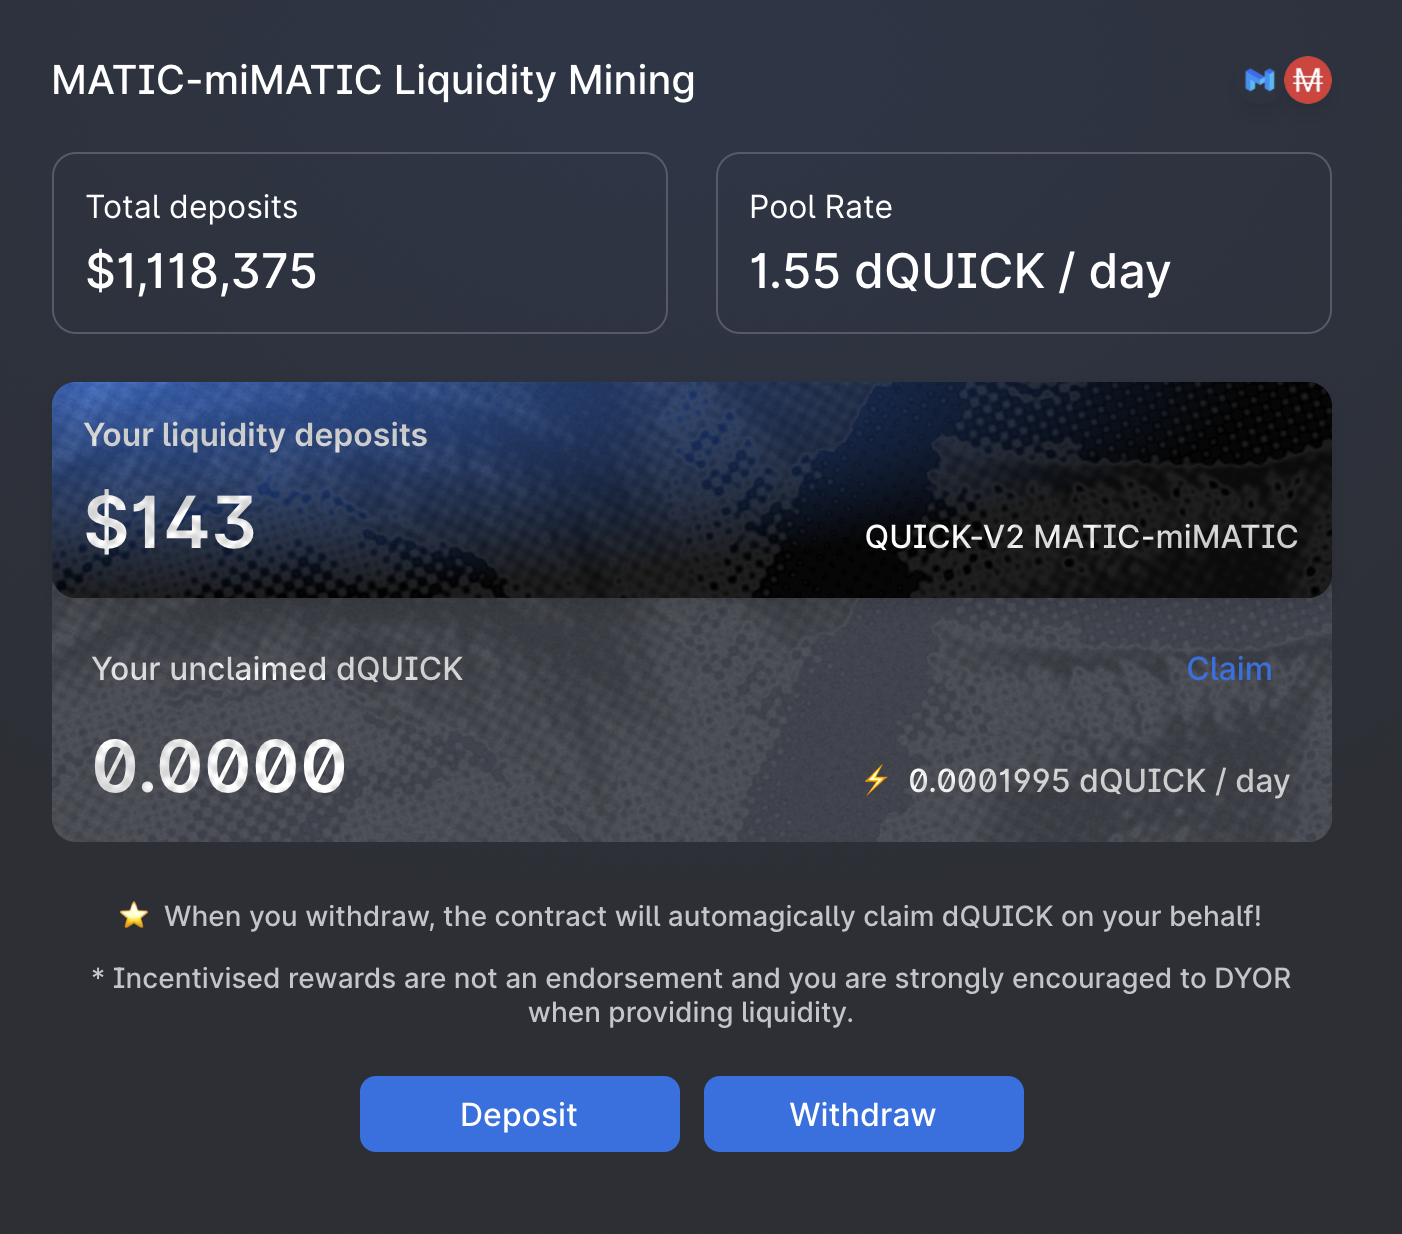 MATIC-miMATIC Liquidity Mining
Total deposits
$1,118,375
Pool Rate
1.55 dQUICK / day
Your liquidity deposits
$143
QUICK-V2 MATIC-miMATIC
Your unclaimed dQUICK
Claim
0.0000
⚡ 0.0001995 dQUICK / day
⭐ When you withdraw, the contract will automagically claim dQUICK on your behalf!
* Incentivised rewards are not an endorsement and you are strongly encouraged to DYOR
when providing liquidity.
Deposit
Withdraw